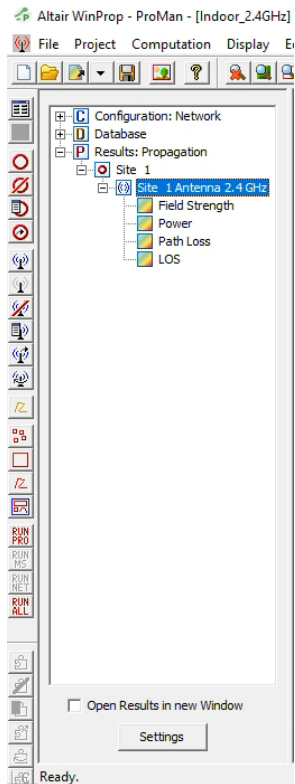 Altair WinProp - ProMan - [Indoor_2.4GHz]
File Project Computation Display
Configuration: Network
Database
Results: Propagation
Site 1
Site 1 Antenna 2.4 GHz
Field Strength
Power
Path Loss
LOS
RUN PRO
RUN MS
RUN NET
RUN ALL
Open Results in new Window
Settings
Ready.